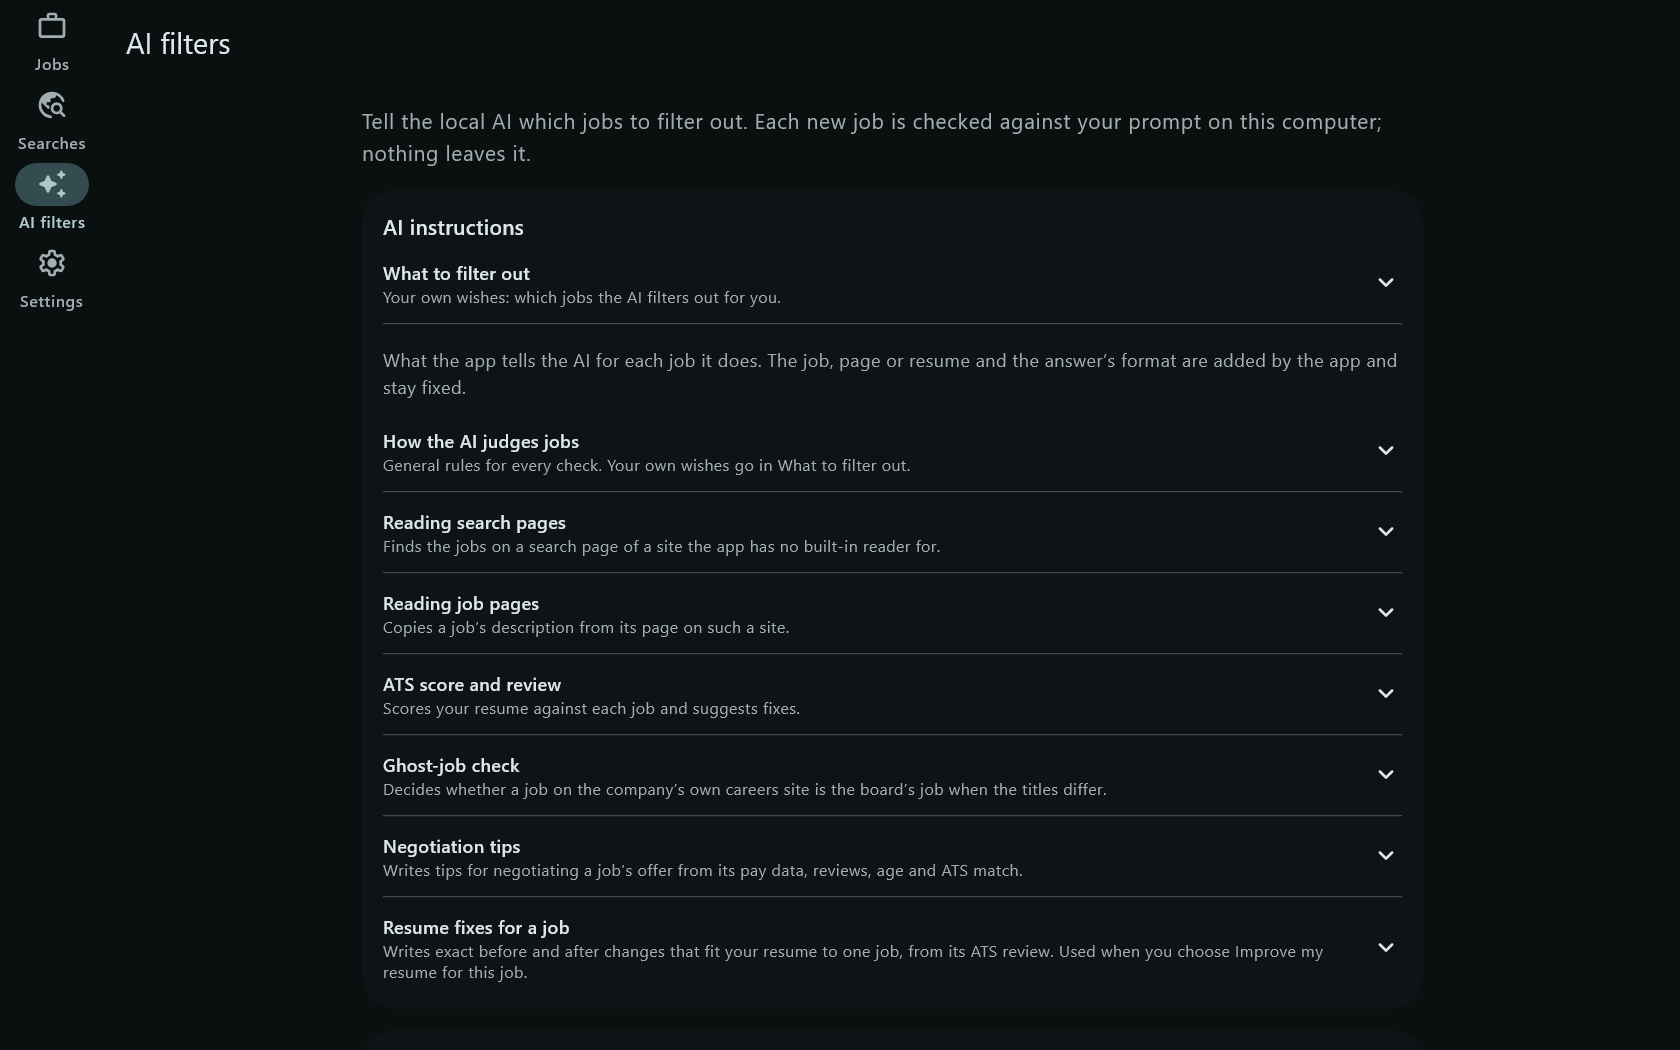 Jobs
Searches
AI filters
Settings
AI filters
Tell the local AI which jobs to filter out. Each new job is checked against your prompt on this computer;
nothing leaves it.
AI instructions
What to filter out
Your own wishes: which jobs the AI filters out for you.
What the app tells the AI for each job it does. The job, page or resume and the answer’s format are added by the app and
stay fixed.
How the AI judges jobs
General rules for every check. Your own wishes go in What to filter out.
Reading search pages
Finds the jobs on a search page of a site the app has no built-in reader for.
Reading job pages
Copies a job’s description from its page on such a site.
ATS score and review
Scores your resume against each job and suggests fixes.
Ghost-job check
Decides whether a job on the company’s own careers site is the board’s job when the titles differ.
Negotiation tips
Writes tips for negotiating a job’s offer from its pay data, reviews, age and ATS match.
Resume fixes for a job
Writes exact before and after changes that fit your resume to one job, from its ATS review. Used when you choose Improve my
resume for this job.